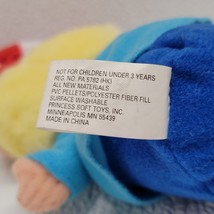 NOT FOR CHILDREN UNDER 3 YEARS
REG. NO. PA 5782 (HK)
ALL NEW MATERIALS
PVC PELLETS/POLYESTER FIBER FILL
SURFACE WASHABLE
PRINCESS SOFT TOYS, INC.
MINNEAPOLIS MN 55439
MADE IN CHINA